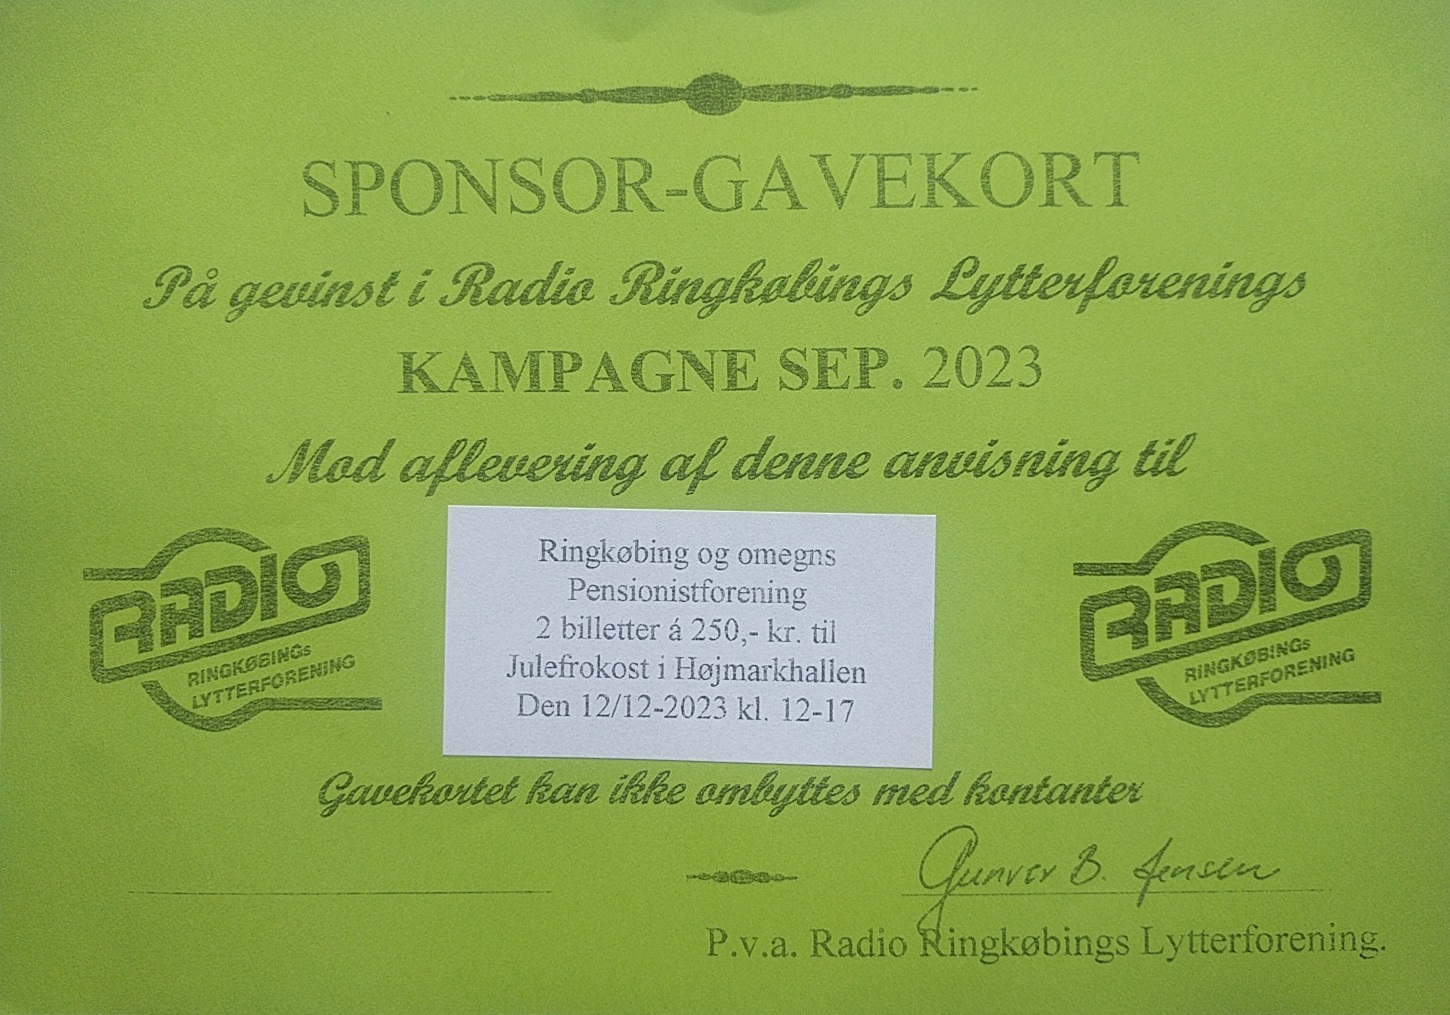 SPONSOR-GAVEKORT
På gevinst i Radio Ringkøbings Lytterforenings
KAMPAGNE SEP. 2023
Mod aflevering af denne anvisning til
RADIO
RINGKØBINGs
LYTTERFORENING
Ringkøbing og omegns
Pensionistforening
2 billetter á 250,- kr. til
Julefrokost i Højmarkhallen
Den 12/12-2023 kl. 12-17
RADIO
RINGKØBINGs
LYTTERFORENING
Gavekortet kan ikke ombyttes med kontanter
Gunver B. Jensen
P.v.a. Radio Ringkøbings Lytterforening.